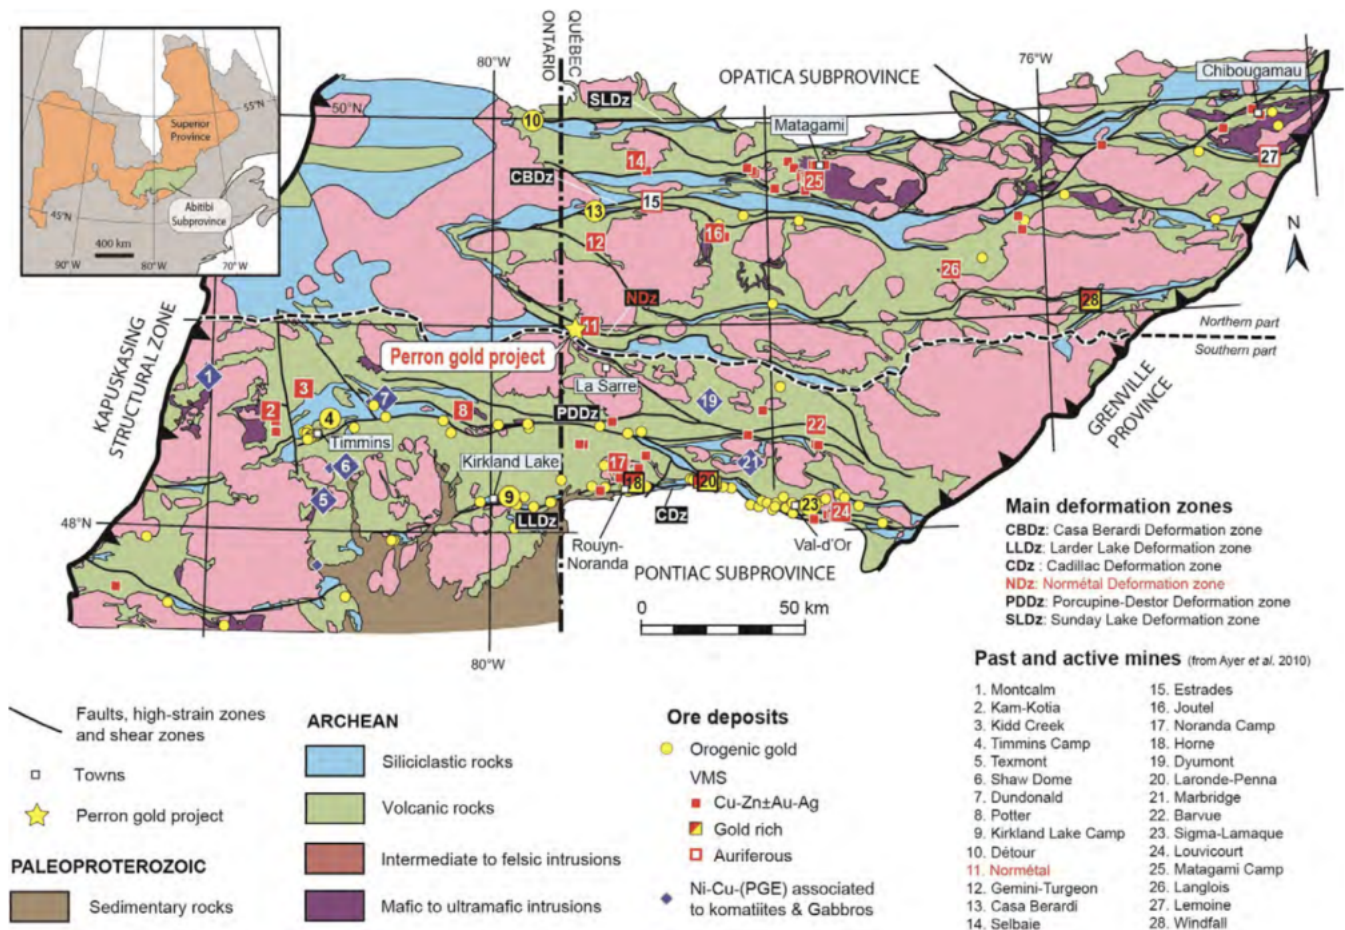 Superior
Province
Abitibi
Subprovince
55°N
45°N
400 km
90° W
80° W
70° W
80°W
ONTARIO
QUÉBEC
OPATICA SUBPROVINCE
76°W
Chibougamau
50°N
SLDz
10
Matagami
14
25
27
CBDz
15
13
12
16
N
26
28
NDz
11
Northern part
Southern part
Perron gold project
KAPUSKASING
STRUCTURAL ZONE
GRENVILLE
PROVINCE
1
La Sarre
3
7
19
2
4
8
PDDz
22
Timmins
6
Kirkland Lake
17
21
5
9
18
20
23
24
LLDz
CDz
48°N
Rouyn-
Noranda
Val-d'Or
PONTIAC SUBPROVINCE
0
50 km
80°W
Main deformation zones
CBDz: Casa Berardi Deformation zone
LLDz: Larder Lake Deformation zone
CDz : Cadillac Deformation zone
NDz: Normétal Deformation zone
PDDz: Porcupine-Destor Deformation zone
SLDz: Sunday Lake Deformation zone
Past and active mines (from Ayer et al. 2010)
1. Montcalm
2. Kam-Kotia
3. Kidd Creek
4. Timmins Camp
5. Texmont
6. Shaw Dome
7. Dundonald
8. Potter
9. Kirkland Lake Camp
10. Détour
11. Normétal
12. Gemini-Turgeon
13. Casa Berardi
14. Selbaie
15. Estrades
16. Joutel
17. Noranda Camp
18. Horne
19. Dyumont
20. Laronde-Penna
21. Marbridge
22. Barvue
23. Sigma-Lamaque
24. Louvicourt
25. Matagami Camp
26. Langlois
27. Lemoine
28. Windfall
Faults, high-strain zones
and shear zones
Towns
Perron gold project
PALEOPROTEROZOIC
Sedimentary rocks
ARCHEAN
Siliciclastic rocks
Volcanic rocks
Intermediate to felsic intrusions
Mafic to ultramafic intrusions
Ore deposits
Orogenic gold
VMS
Cu-Zn±Au-Ag
Gold rich
Auriferous
Ni-Cu-(PGE) associated
to komatiites & Gabbros